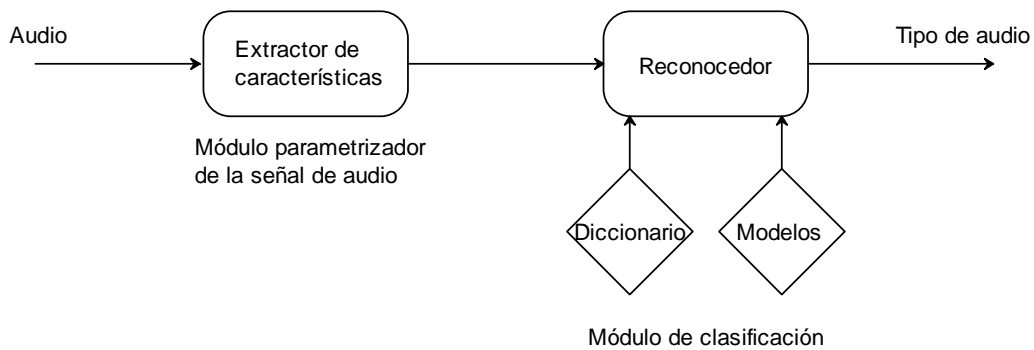 Audio
Extractor de
características
Reconocedor
Tipo de audio
Módulo parametrizador
de la señal de audio
Diccionario
Modelos
Módulo de clasificación